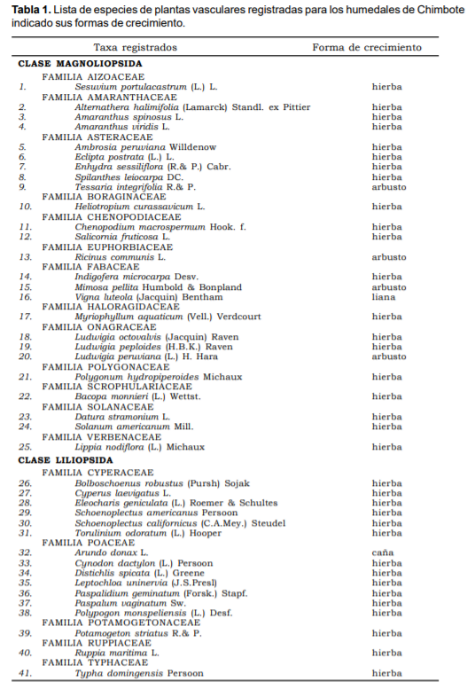 Tabla 1. Lista de especies de plantas vasculares registradas para los humedales de Chimbote
indicado sus formas de crecimiento.
Taxa registrados Forma de crecimiento
CLASE MAGNOLIOPSIDA
FAMILIA AIZOACEAE
1. Sesuvium portulacastrum (L.) L. hierba
FAMILIA AMARANTHACEAE
2. Alternathera halimifolia (Lamarck) Standl. ex Pittier hierba
3. Amaranthus spinosus L. hierba
4. Amaranthus viridis L. hierba
FAMILIA ASTERACEAE
5. Ambrosia peruviana Willdenow hierba
6. Eclipta postrata (L.) L. hierba
7. Enhydra sessiliflora (R.& P.) Cabr. hierba
8. Spilanthes leiocarpa DC. hierba
9. Tessaria integrifolia R.& P. arbusto
FAMILIA BORAGINACEAE
10. Heliotropium curassavicum L. hierba
FAMILIA CHENOPODIACEAE
11. Chenopodium macrospermum Hook. f. hierba
12. Salicornia fruticosa L. hierba
FAMILIA EUPHORBIACEAE
13. Ricinus communis L. arbusto
FAMILIA FABACEAE
14. Indigofera microcarpa Desv. hierba
15. Mimosa pellita Humbold & Bonpland arbusto
16. Vigna luteola (Jacquin) Bentham liana
FAMILIA HALORAGIDACEAE
17. Myriophyllum aquaticum (Vell.) Verdcourt hierba
FAMILIA ONAGRACEAE
18. Ludwigia octovalvis (Jacquin) Raven hierba
19. Ludwigia peploides (H.B.K.) Raven hierba
20. Ludwigia peruviana (L.) H. Hara arbusto
FAMILIA POLYGONACEAE
21. Polygonum hydropiperoides Michaux hierba
FAMILIA SCROPHULARIACEAE
22. Bacopa monnieri (L.) Wettst. hierba
FAMILIA SOLANACEAE
23. Datura stramonium L. hierba
24. Solanum americanum Mill. hierba
FAMILIA VERBENACEAE
25. Lippia nodiflora (L.) Michaux hierba
CLASE LILIOPSIDA
FAMILIA CYPERACEAE
26. Bolboschoenus robustus (Pursh) Sojak hierba
27. Cyperus laevigatus L. hierba
28. Eleocharis geniculata (L.) Roemer & Schultes hierba
29. Schoenoplectus americanus Persoon hierba
30. Schoenoplectus californicus (C.A.Mey.) Steudel hierba
31. Torulinium odoratum (L.) Hooper hierba
FAMILIA POACEAE
32. Arundo donax L. caña
33. Cynodon dactylon (L.) Persoon hierba
34. Distichlis spicata (L.) Greene hierba
35. Leptochloa uninervia (J.S.Presl) hierba
36. Paspalidium geminatum (Forsk.) Stapf. hierba
37. Paspalum vaginatum Sw. hierba
38. Polypogon monspeliensis (L.) Desf. hierba
FAMILIA POTAMOGETONACEAE
39. Potamogeton striatus R.& P. hierba
FAMILIA RUPPIACEAE
40. Ruppia maritima L. hierba
FAMILIA TYPHACEAE
41. Typha domingensis Persoon hierba